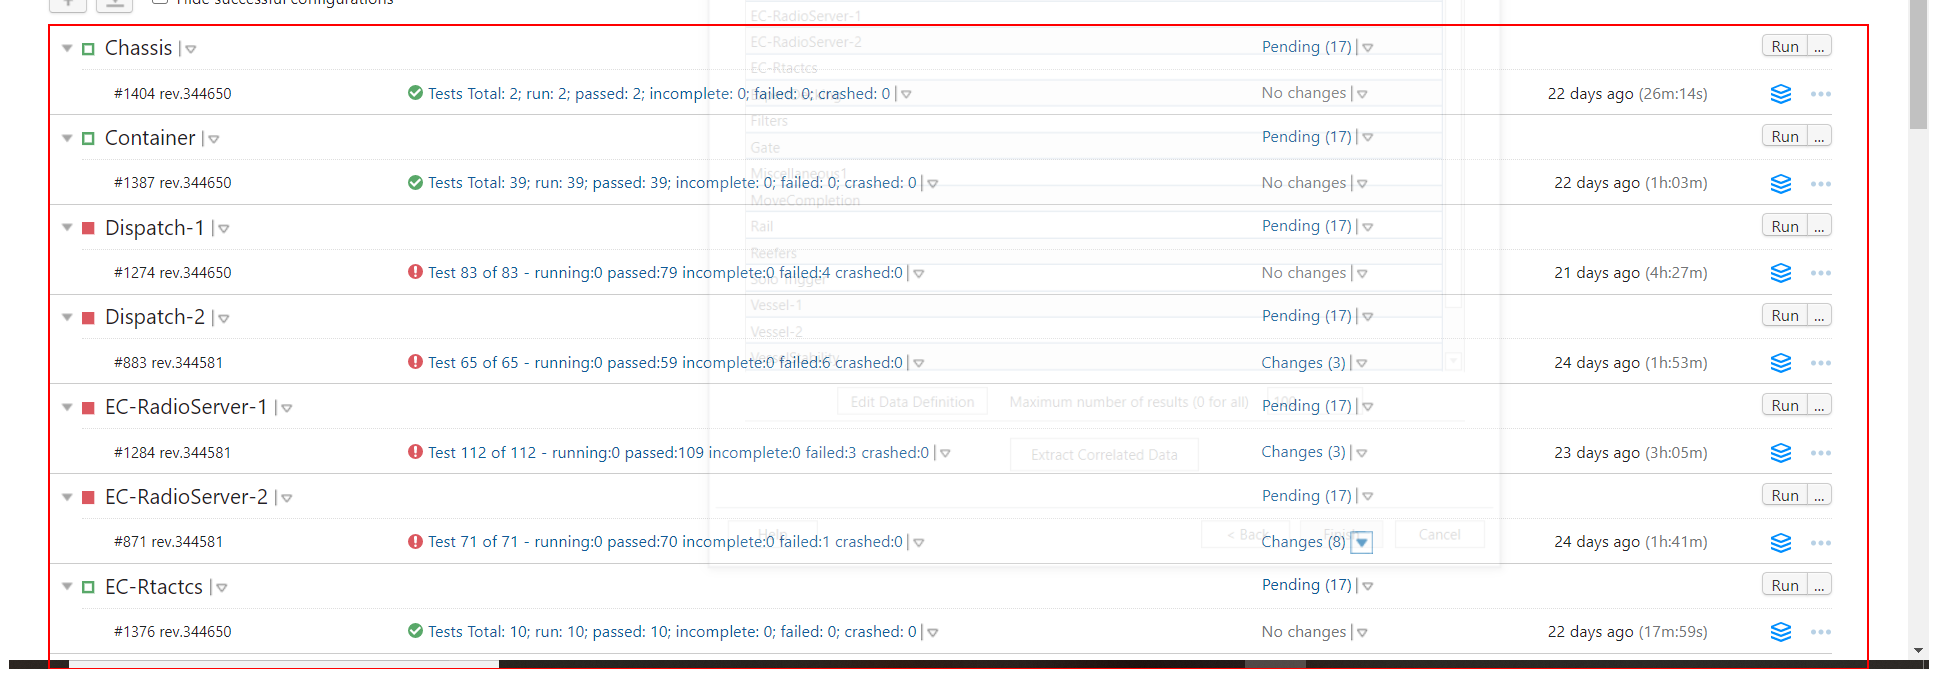 Hide successful configurations
EC-RadioServer-1
EC-RadioServer-2
Chassis
Pending (17)
Run ...
EC-Rtactcs
#1404 rev.344650
Tests Total: 2; run: 2; passed: 2; incomplete: 0; failed: 0; crashed: 0
No changes
22 days ago (26m:14s)
Filters
Container
Pending (17)
Run ...
Gate
Miscellaneous1
#1387 rev.344650
Tests Total: 39; run: 39; passed: 39; incomplete: 0; failed: 0; crashed: 0
No changes
22 days ago (1h:03m)
MoveCompletion
Dispatch-1
Rail
Pending (17)
Run ...
Reefers
#1274 rev.344650
Test 83 of 83 - running:0 passed:79 incomplete:0 failed:4 crashed:0
No changes
21 days ago (4h:27m)
Vessel-1
Dispatch-2
Pending (17)
Run ...
Vessel-2
#883 rev.344581
Test 65 of 65 - running:0 passed:59 incomplete:0 failed:6 crashed:0
Changes (3)
24 days ago (1h:53m)
EC-RadioServer-1
Edit Data Definition
Maximum number of results (0 for all)
Pending (17)
Run ...
#1284 rev.344581
Test 112 of 112 - running:0 passed:109 incomplete:0 failed:3 crashed:0
Extract Correlated Data
Changes (3)
23 days ago (3h:05m)
EC-RadioServer-2
Pending (17)
Run ...
Help
< Back
Finish
Cancel
#871 rev.344581
Test 71 of 71 - running:0 passed:70 incomplete:0 failed:1 crashed:0
Changes (8)
24 days ago (1h:41m)
EC-Rtactcs
Pending (17)
Run ...
#1376 rev.344650
Tests Total: 10; run: 10; passed: 10; incomplete: 0; failed: 0; crashed: 0
No changes
22 days ago (17m:59s)